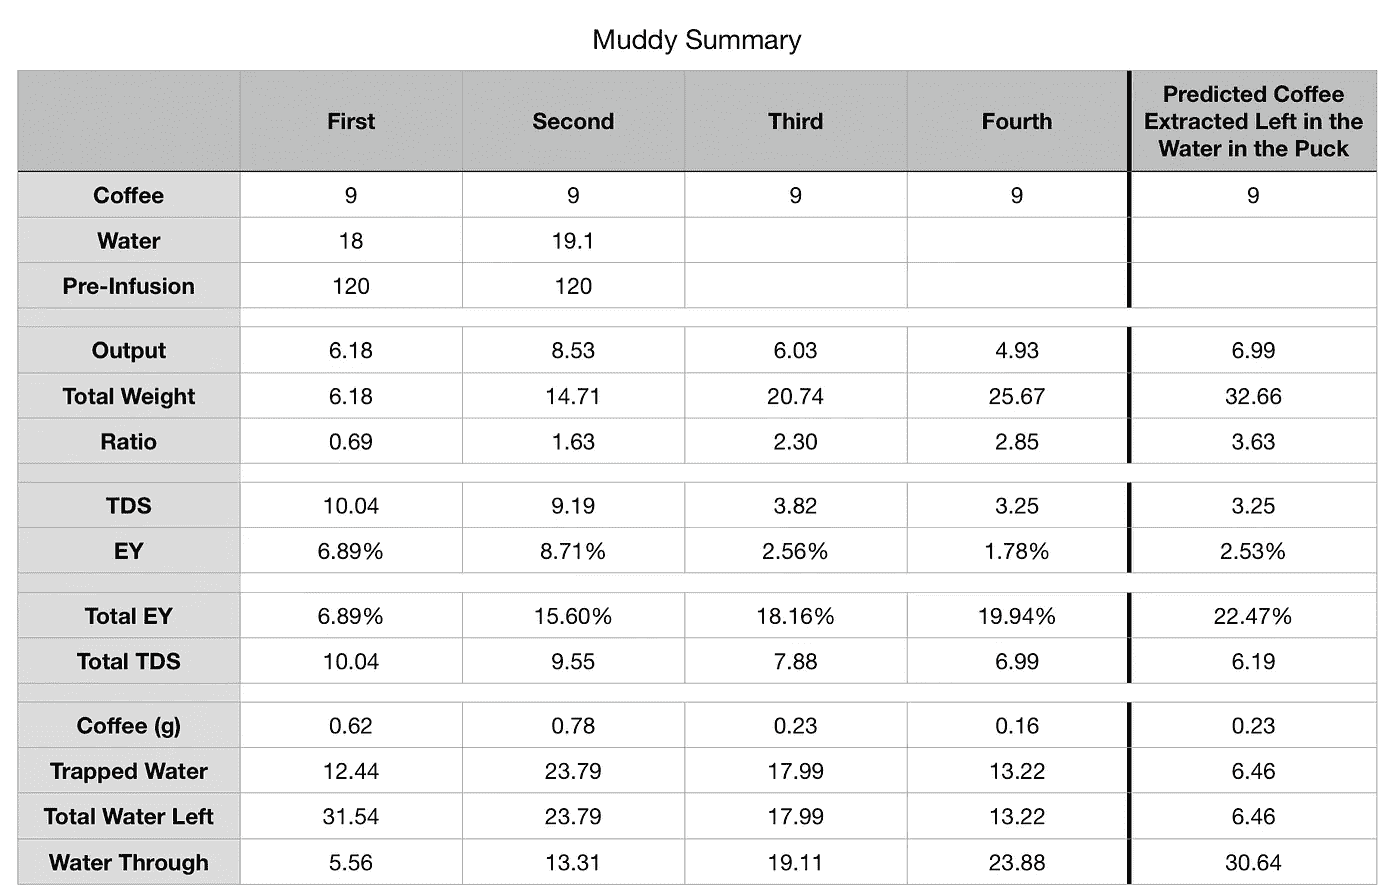 Muddy Summary
First Second Third Fourth Predicted Coffee
Extracted Left in the
Water in the Puck
Coffee 9 9 9 9 9
Water 18 19.1
Pre-Infusion 120 120
Output 6.18 8.53 6.03 4.93 6.99
Total Weight 6.18 14.71 20.74 25.67 32.66
Ratio 0.69 1.63 2.30 2.85 3.63
TDS 10.04 9.19 3.82 3.25 3.25
EY 6.89% 8.71% 2.56% 1.78% 2.53%
Total EY 6.89% 15.60% 18.16% 19.94% 22.47%
Total TDS 10.04 9.55 7.88 6.99 6.19
Coffee (g) 0.62 0.78 0.23 0.16 0.23
Trapped Water 12.44 23.79 17.99 13.22 6.46
Total Water Left 31.54 23.79 17.99 13.22 6.46
Water Through 5.56 13.31 19.11 23.88 30.64